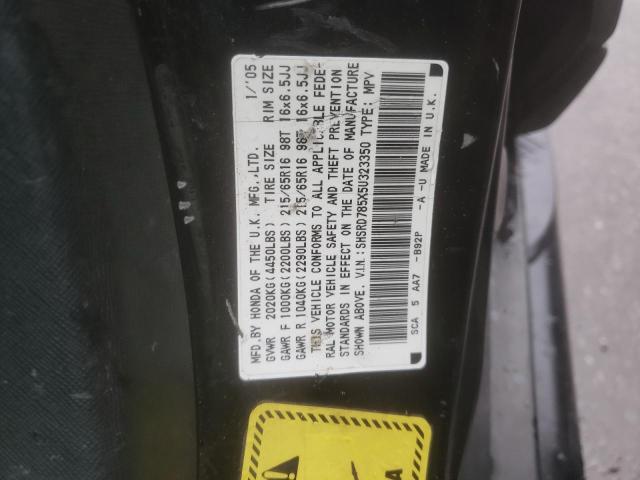 MFD.BY HONDA OF THE U.K. MFG.,LTD. 1/'05
GVWR 2020KG(4450LBS) TIRE SIZE RIM SIZE
GAWR F 1000KG(2200LBS) 215/65R16 98T 16x6.5JJ
GAWR R 1040KG(2290LBS) 215/65R16 98T 16x6.5JJ
THIS VEHICLE CONFORMS TO ALL APPLICABLE FEDE-
RAL MOTOR VEHICLE SAFETY AND THEFT PREVENTION
STANDARDS IN EFFECT ON THE DATE OF MANUFACTURE
SHOWN ABOVE. V.I.N.: SHSRD785X5U323350 TYPE: MPV
SCA 5 AA7 -B92P -A -U MADE IN U.K.